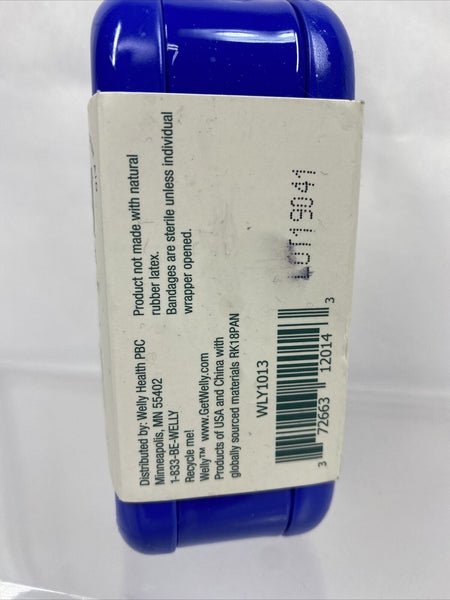 Product not made with natural
rubber latex.
Bandages are sterile unless individual
wrapper opened.
Distributed by: Welly Health PBC
Minneapolis, MN 55402
1-833-BE-WELLY
Recycle me!
Welly™ www.GetWelly.com
Products of USA and China with
globally sourced materials RK18PAN
LOT19041
WLY1013
3 72663 12014 3